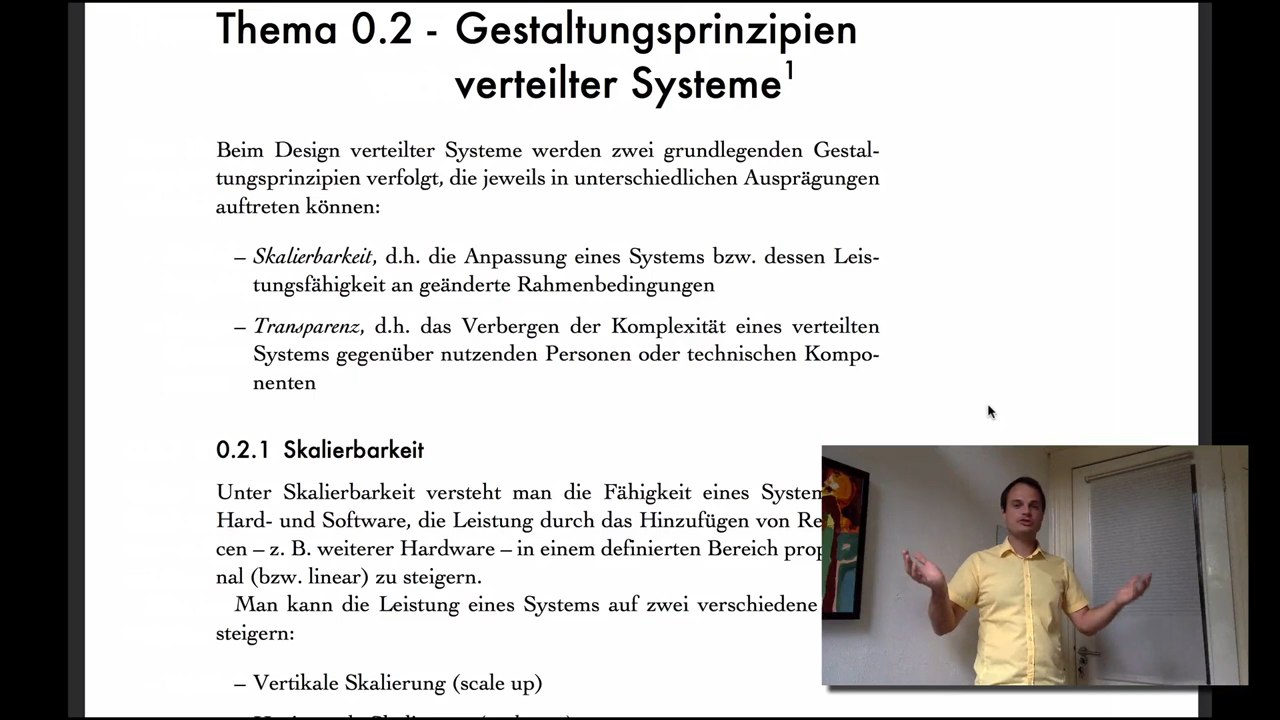 Thema 0.2 - Gestaltungsprinzipien
verteilter Systeme1
Beim Design verteilter Systeme werden zwei grundlegenden Gestal-
tungsprinzipien verfolgt, die jeweils in unterschiedlichen Ausprägungen
auftreten können:
– Skalierbarkeit, d.h. die Anpassung eines Systems bzw. dessen Leis-
tungsfähigkeit an geänderte Rahmenbedingungen
– Transparenz, d.h. das Verbergen der Komplexität eines verteilten
Systems gegenüber nutzenden Personen oder technischen Kompo-
nenten
0.2.1 Skalierbarkeit
Unter Skalierbarkeit versteht man die Fähigkeit eines System
Hard- und Software, die Leistung durch das Hinzufügen von Re
cen – z. B. weiterer Hardware – in einem definierten Bereich prop
nal (bzw. linear) zu steigern.
Man kann die Leistung eines Systems auf zwei verschiedene
steigern:
– Vertikale Skalierung (scale up)